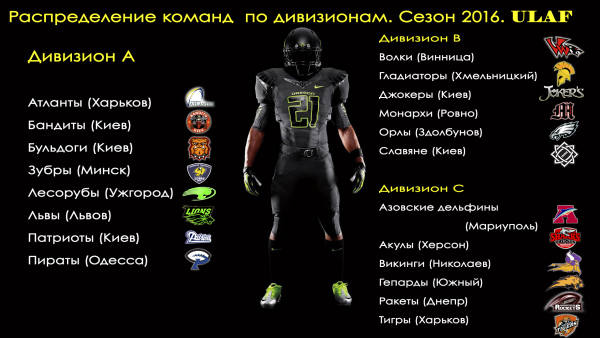 Распределение команд по дивизионам. Сезон 2016. ULAF
Дивизион А
Атланты (Харьков)
Бандиты (Киев)
Бульдоги (Киев)
Зубры (Минск)
Лесорубы (Ужгород)
Львы (Львов)
LIONS
Патриоты (Киев)
Пираты (Одесса)
OREGON
21
Дивизион В
Волки (Винница)
Гладиаторы (Хмельницкий)
Джокеры (Киев)
JOKER'S
Монархи (Ровно)
Орлы (Здолбунов)
Славяне (Киев)
Дивизион С
Азовские дельфины
(Мариуполь)
Акулы (Херсон)
Викинги (Николаев)
Гепарды (Южный)
Ракеты (Днепр)
ROCKETS
Тигры (Харьков)